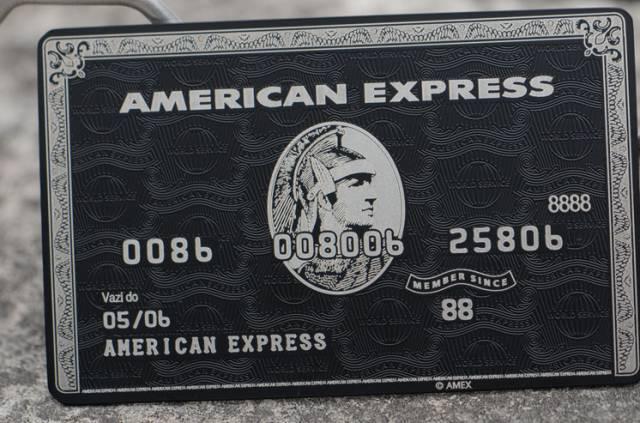 AMERICAN EXPRESS
8888
0086 008006 25806
MEMBER SINCE
Vazi do
05/06 88
AMERICAN EXPRESS
© AMEX